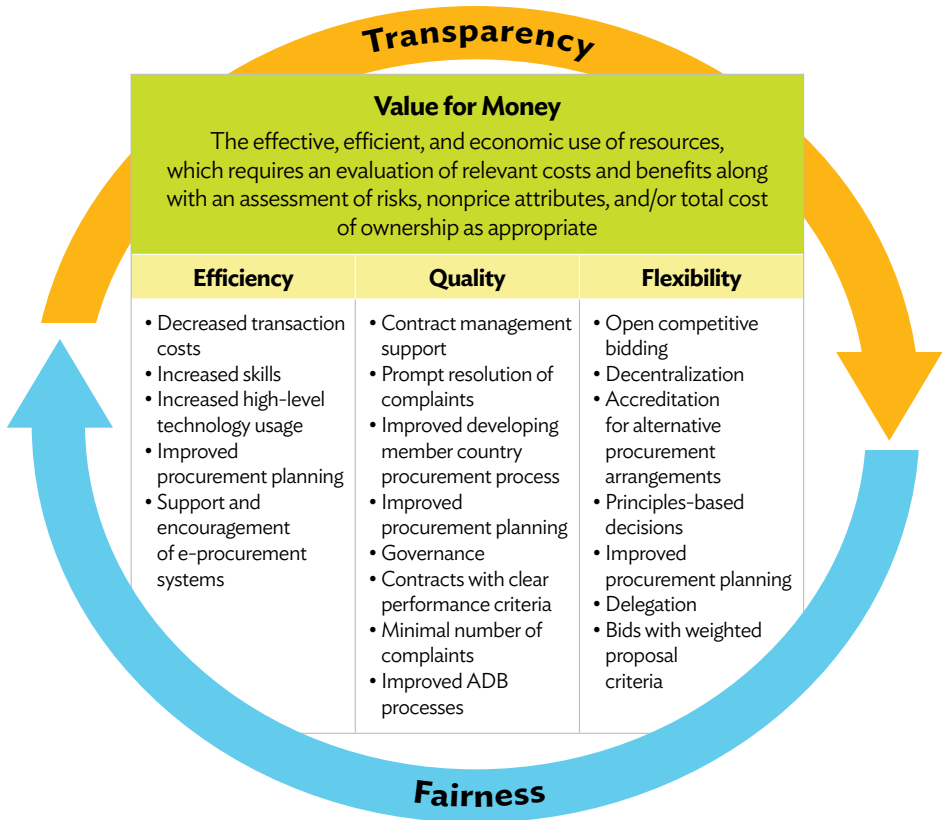 Transparency
Value for Money
The effective, efficient, and economic use of resources,
which requires an evaluation of relevant costs and benefits along
with an assessment of risks, nonprice attributes, and/or total cost
of ownership as appropriate
Efficiency
• Decreased transaction
costs
• Increased skills
• Increased high-level
technology usage
• Improved
procurement planning
• Support and
encouragement
of e-procurement
systems
Quality
• Contract management
support
• Prompt resolution of
complaints
• Improved developing
member country
procurement process
• Improved
procurement planning
• Governance
• Contracts with clear
performance criteria
• Minimal number of
complaints
• Improved ADB
processes
Flexibility
• Open competitive
bidding
• Decentralization
• Accreditation
for alternative
procurement
arrangements
• Principles-based
decisions
• Improved
procurement planning
• Delegation
• Bids with weighted
proposal
criteria
Fairness